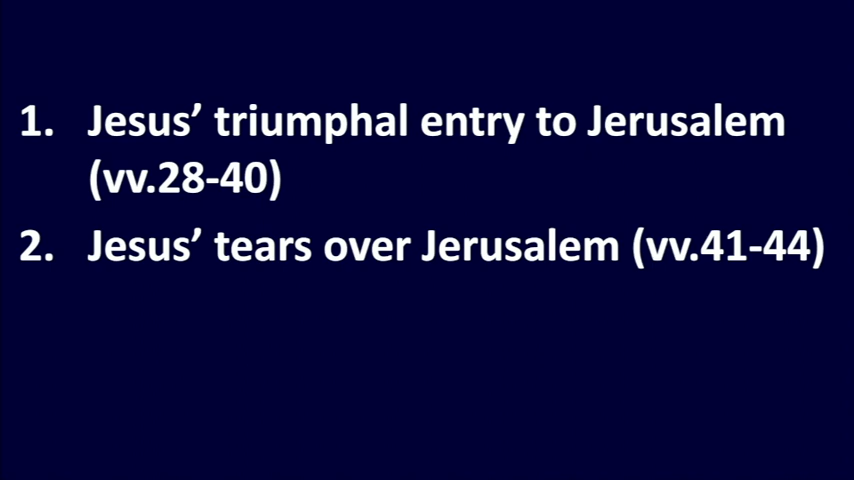 1. Jesus’ triumphal entry to Jerusalem
(vv.28-40)
2. Jesus’ tears over Jerusalem (vv.41-44)